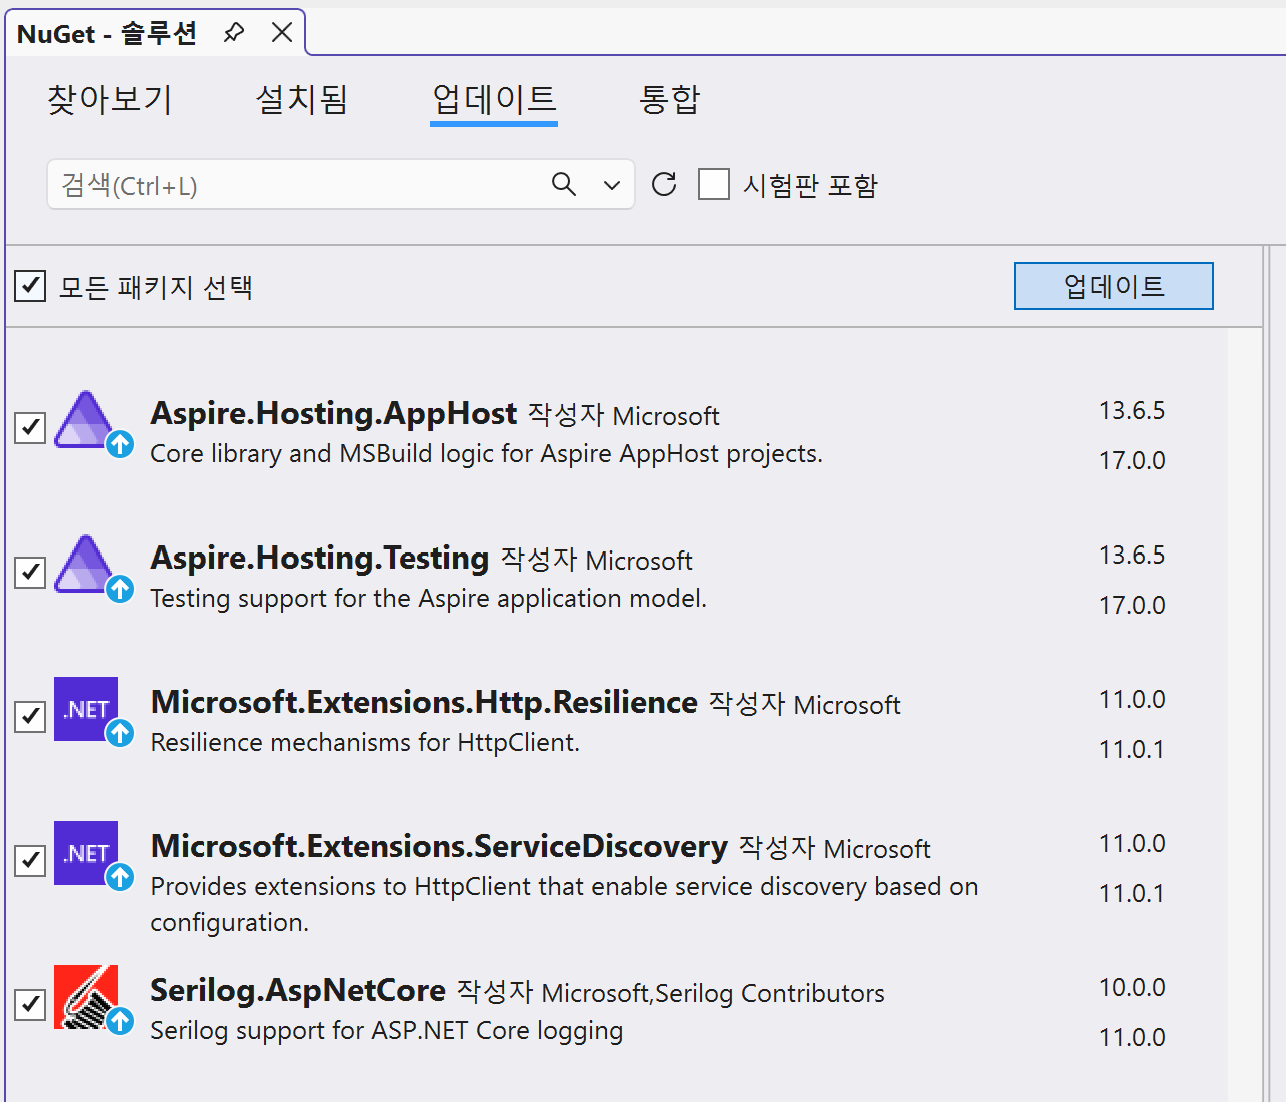 NuGet - 솔루션
찾아보기 설치됨 업데이트 통합
검색(Ctrl+L) 시험판 포함
모든 패키지 선택 업데이트
Aspire.Hosting.AppHost 작성자 Microsoft 13.6.5
Core library and MSBuild logic for Aspire AppHost projects. 17.0.0
Aspire.Hosting.Testing 작성자 Microsoft 13.6.5
Testing support for the Aspire application model. 17.0.0
.NET Microsoft.Extensions.Http.Resilience 작성자 Microsoft 11.0.0
Resilience mechanisms for HttpClient. 11.0.1
.NET Microsoft.Extensions.ServiceDiscovery 작성자 Microsoft 11.0.0
Provides extensions to HttpClient that enable service discovery based on 11.0.1
configuration.
Serilog.AspNetCore 작성자 Microsoft,Serilog Contributors 10.0.0
Serilog support for ASP.NET Core logging 11.0.0